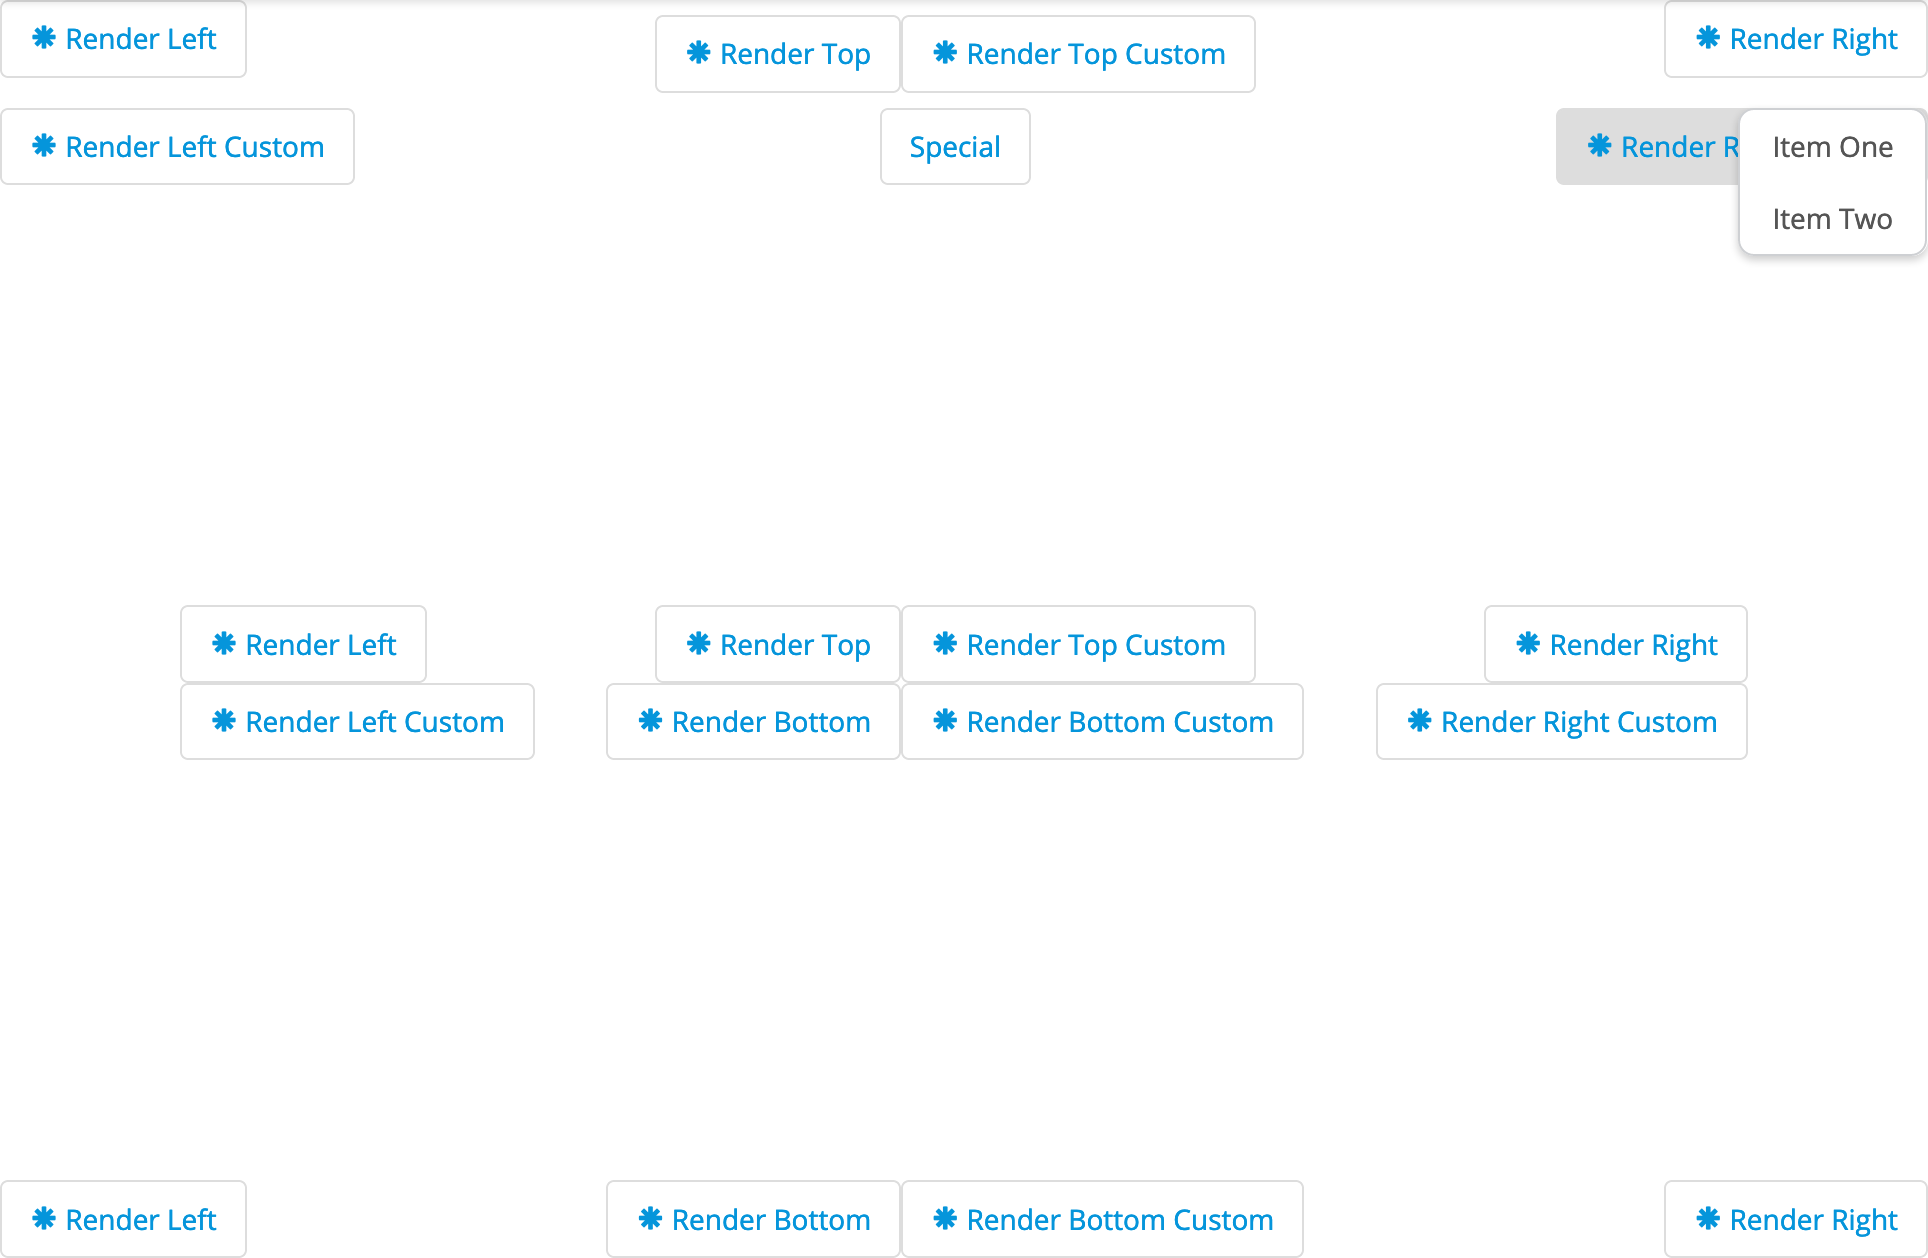 Render Left
Render Top
Render Top Custom
Render Right
Render Left Custom
Special
Render R
Item One
Item Two
Render Left
Render Top
Render Top Custom
Render Right
Render Left Custom
Render Bottom
Render Bottom Custom
Render Right Custom
Render Left
Render Bottom
Render Bottom Custom
Render Right